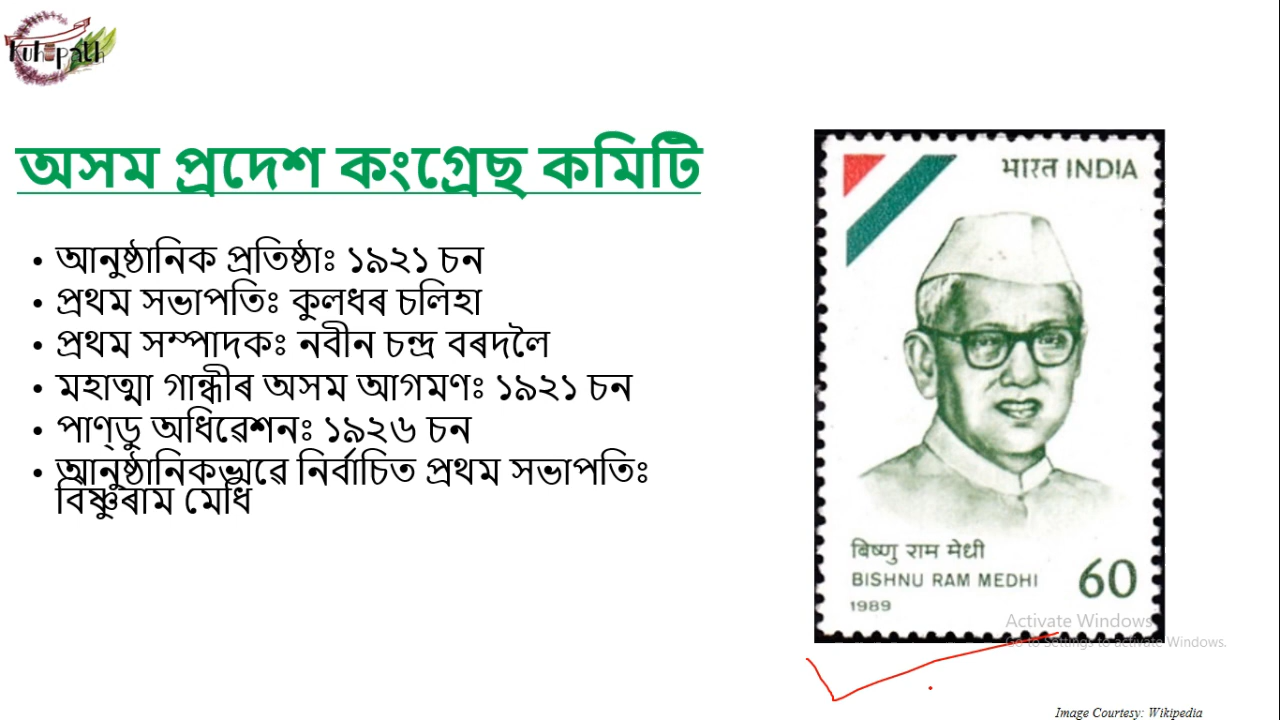 Kuhipath
অসম প্ৰদেশ কংগ্ৰেছ কমিটি
• আনুষ্ঠানিক প্ৰতিষ্ঠাঃ ১৯২১ চন
• প্ৰথম সভাপতিঃ কুলধৰ চলিহা
• প্ৰথম সম্পাদকঃ নবীন চন্দ্ৰ বৰদলৈ
• মহাত্মা গান্ধীৰ অসম আগমণঃ ১৯২১ চন
• পাণ্ডু অধিৱেশনঃ ১৯২৬ চন
• আনুষ্ঠানিকভাৱে নিৰ্বাচিত প্ৰথম সভাপতিঃ
বিষ্ণুৰাম মেধি
भारत INDIA
बिष्णु राम मेधी
BISHNU RAM MEDHI
60
1989
Activate Windows
Go to Settings to activate Windows.
Image Courtesy: Wikipedia